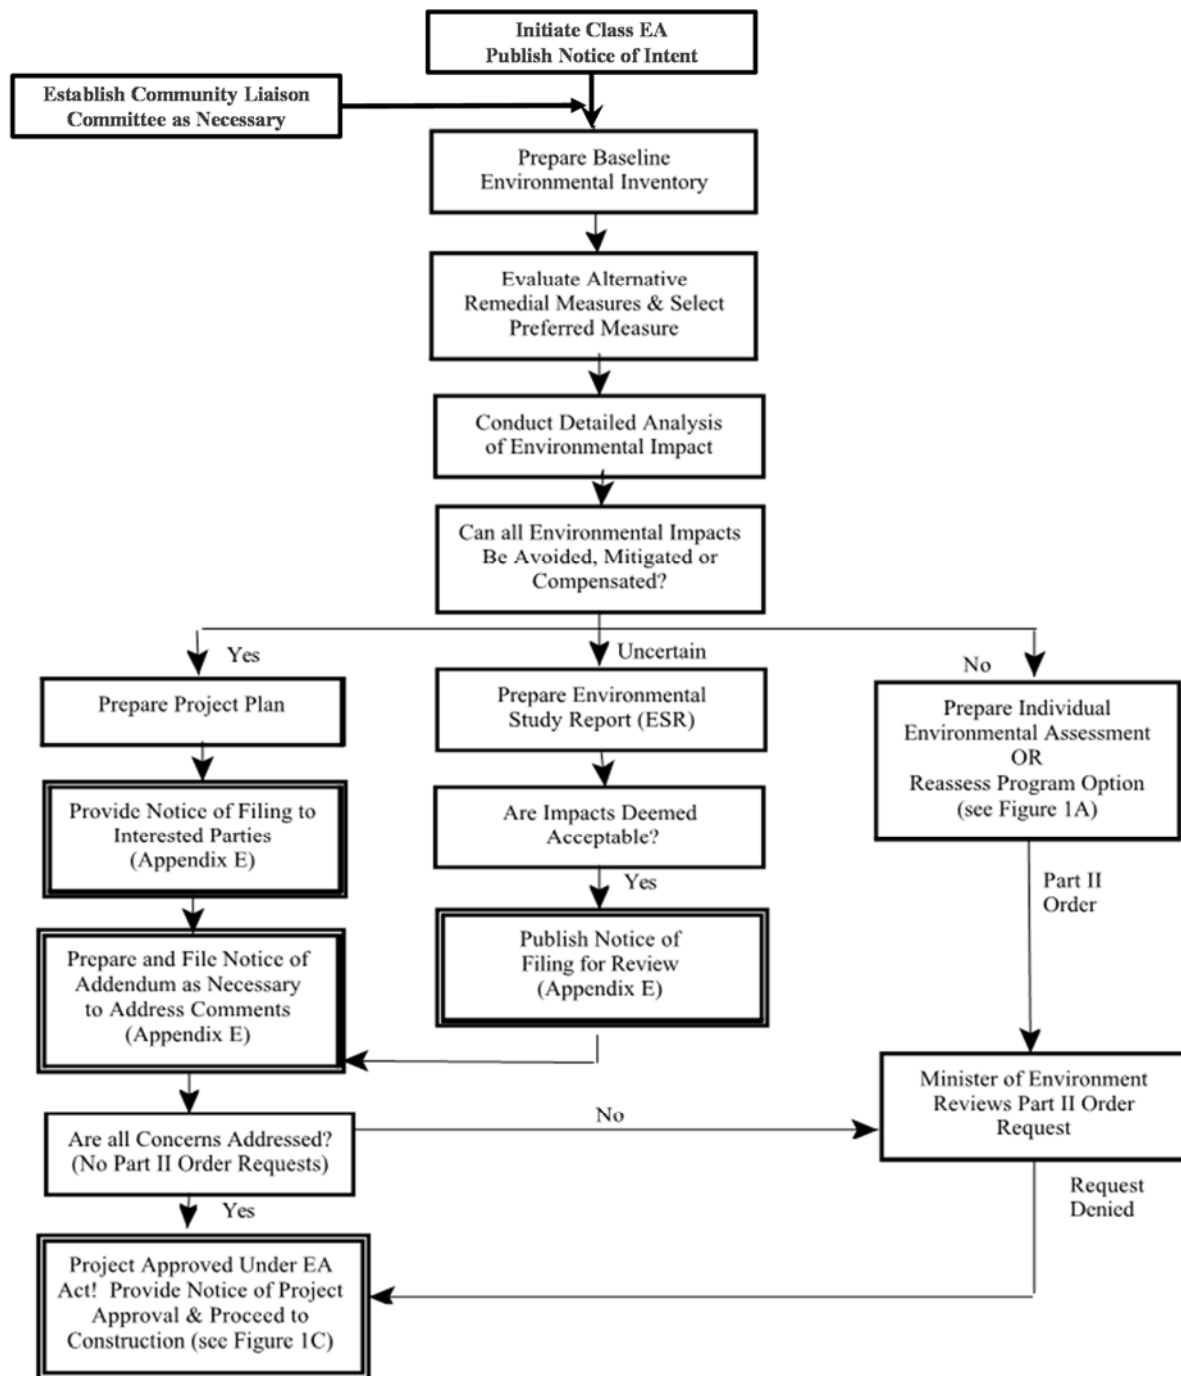 Initiate Class EA
Publish Notice of Intent
Establish Community Liaison
Committee as Necessary
Prepare Baseline
Environmental Inventory
Evaluate Alternative
Remedial Measures & Select
Preferred Measure
Conduct Detailed Analysis
of Environmental Impact
Can all Environmental Impacts
Be Avoided, Mitigated or
Compensated?
Yes
Uncertain
No
Prepare Project Plan
Prepare Environmental
Study Report (ESR)
Prepare Individual
Environmental Assessment
OR
Reassess Program Option
(see Figure 1A)
Provide Notice of Filing to
Interested Parties
(Appendix E)
Are Impacts Deemed
Acceptable?
Yes
Part II
Order
Prepare and File Notice of
Addendum as Necessary
to Address Comments
(Appendix E)
Publish Notice of
Filing for Review
(Appendix E)
Minister of Environment
Reviews Part II Order
Request
Are all Concerns Addressed?
(No Part II Order Requests)
No
Yes
Request
Denied
Project Approved Under EA
Act! Provide Notice of Project
Approval & Proceed to
Construction (see Figure 1C)